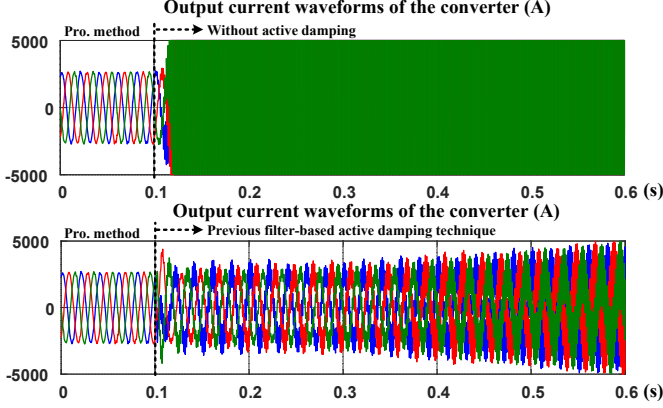 Output current waveforms of the converter (A)
Pro. method
Without active damping
5000
0
-5000
0 0.1 0.2 0.3 0.4 0.5 0.6 (s)
Output current waveforms of the converter (A)
Pro. method
Previous filter-based active damping technique
5000
0
-5000
0 0.1 0.2 0.3 0.4 0.5 0.6 (s)